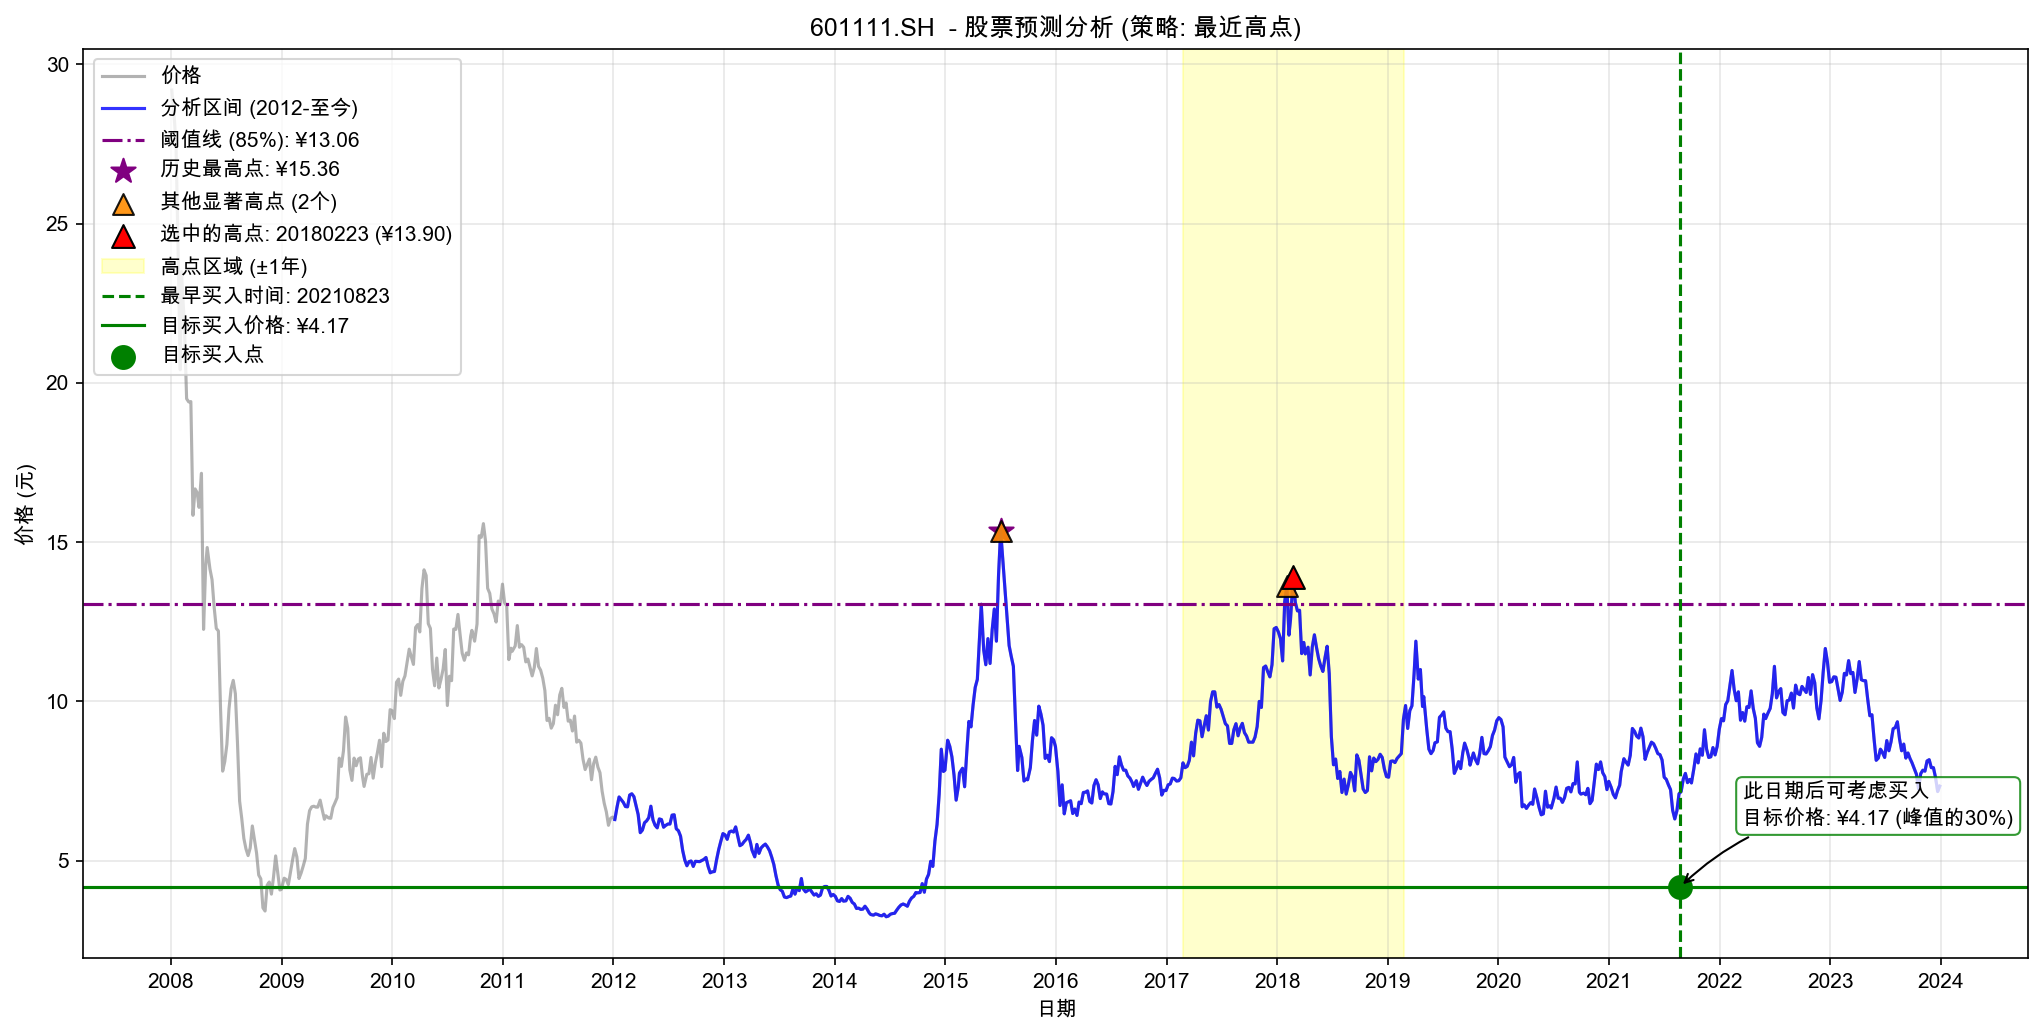 601111.SH - 股票预测分析 (策略: 最近高点)
价格 (元)
30
25
20
15
10
5
价格
分析区间 (2012-至今)
阈值线 (85%): ¥13.06
历史最高点: ¥15.36
其他显著高点 (2个)
选中的高点: 20180223 (¥13.90)
高点区域 (±1年)
最早买入时间: 20210823
目标买入价格: ¥4.17
目标买入点
此日期后可考虑买入
目标价格: ¥4.17 (峰值的30%)
2008 2009 2010 2011 2012 2013 2014 2015 2016 2017 2018 2019 2020 2021 2022 2023 2024
日期